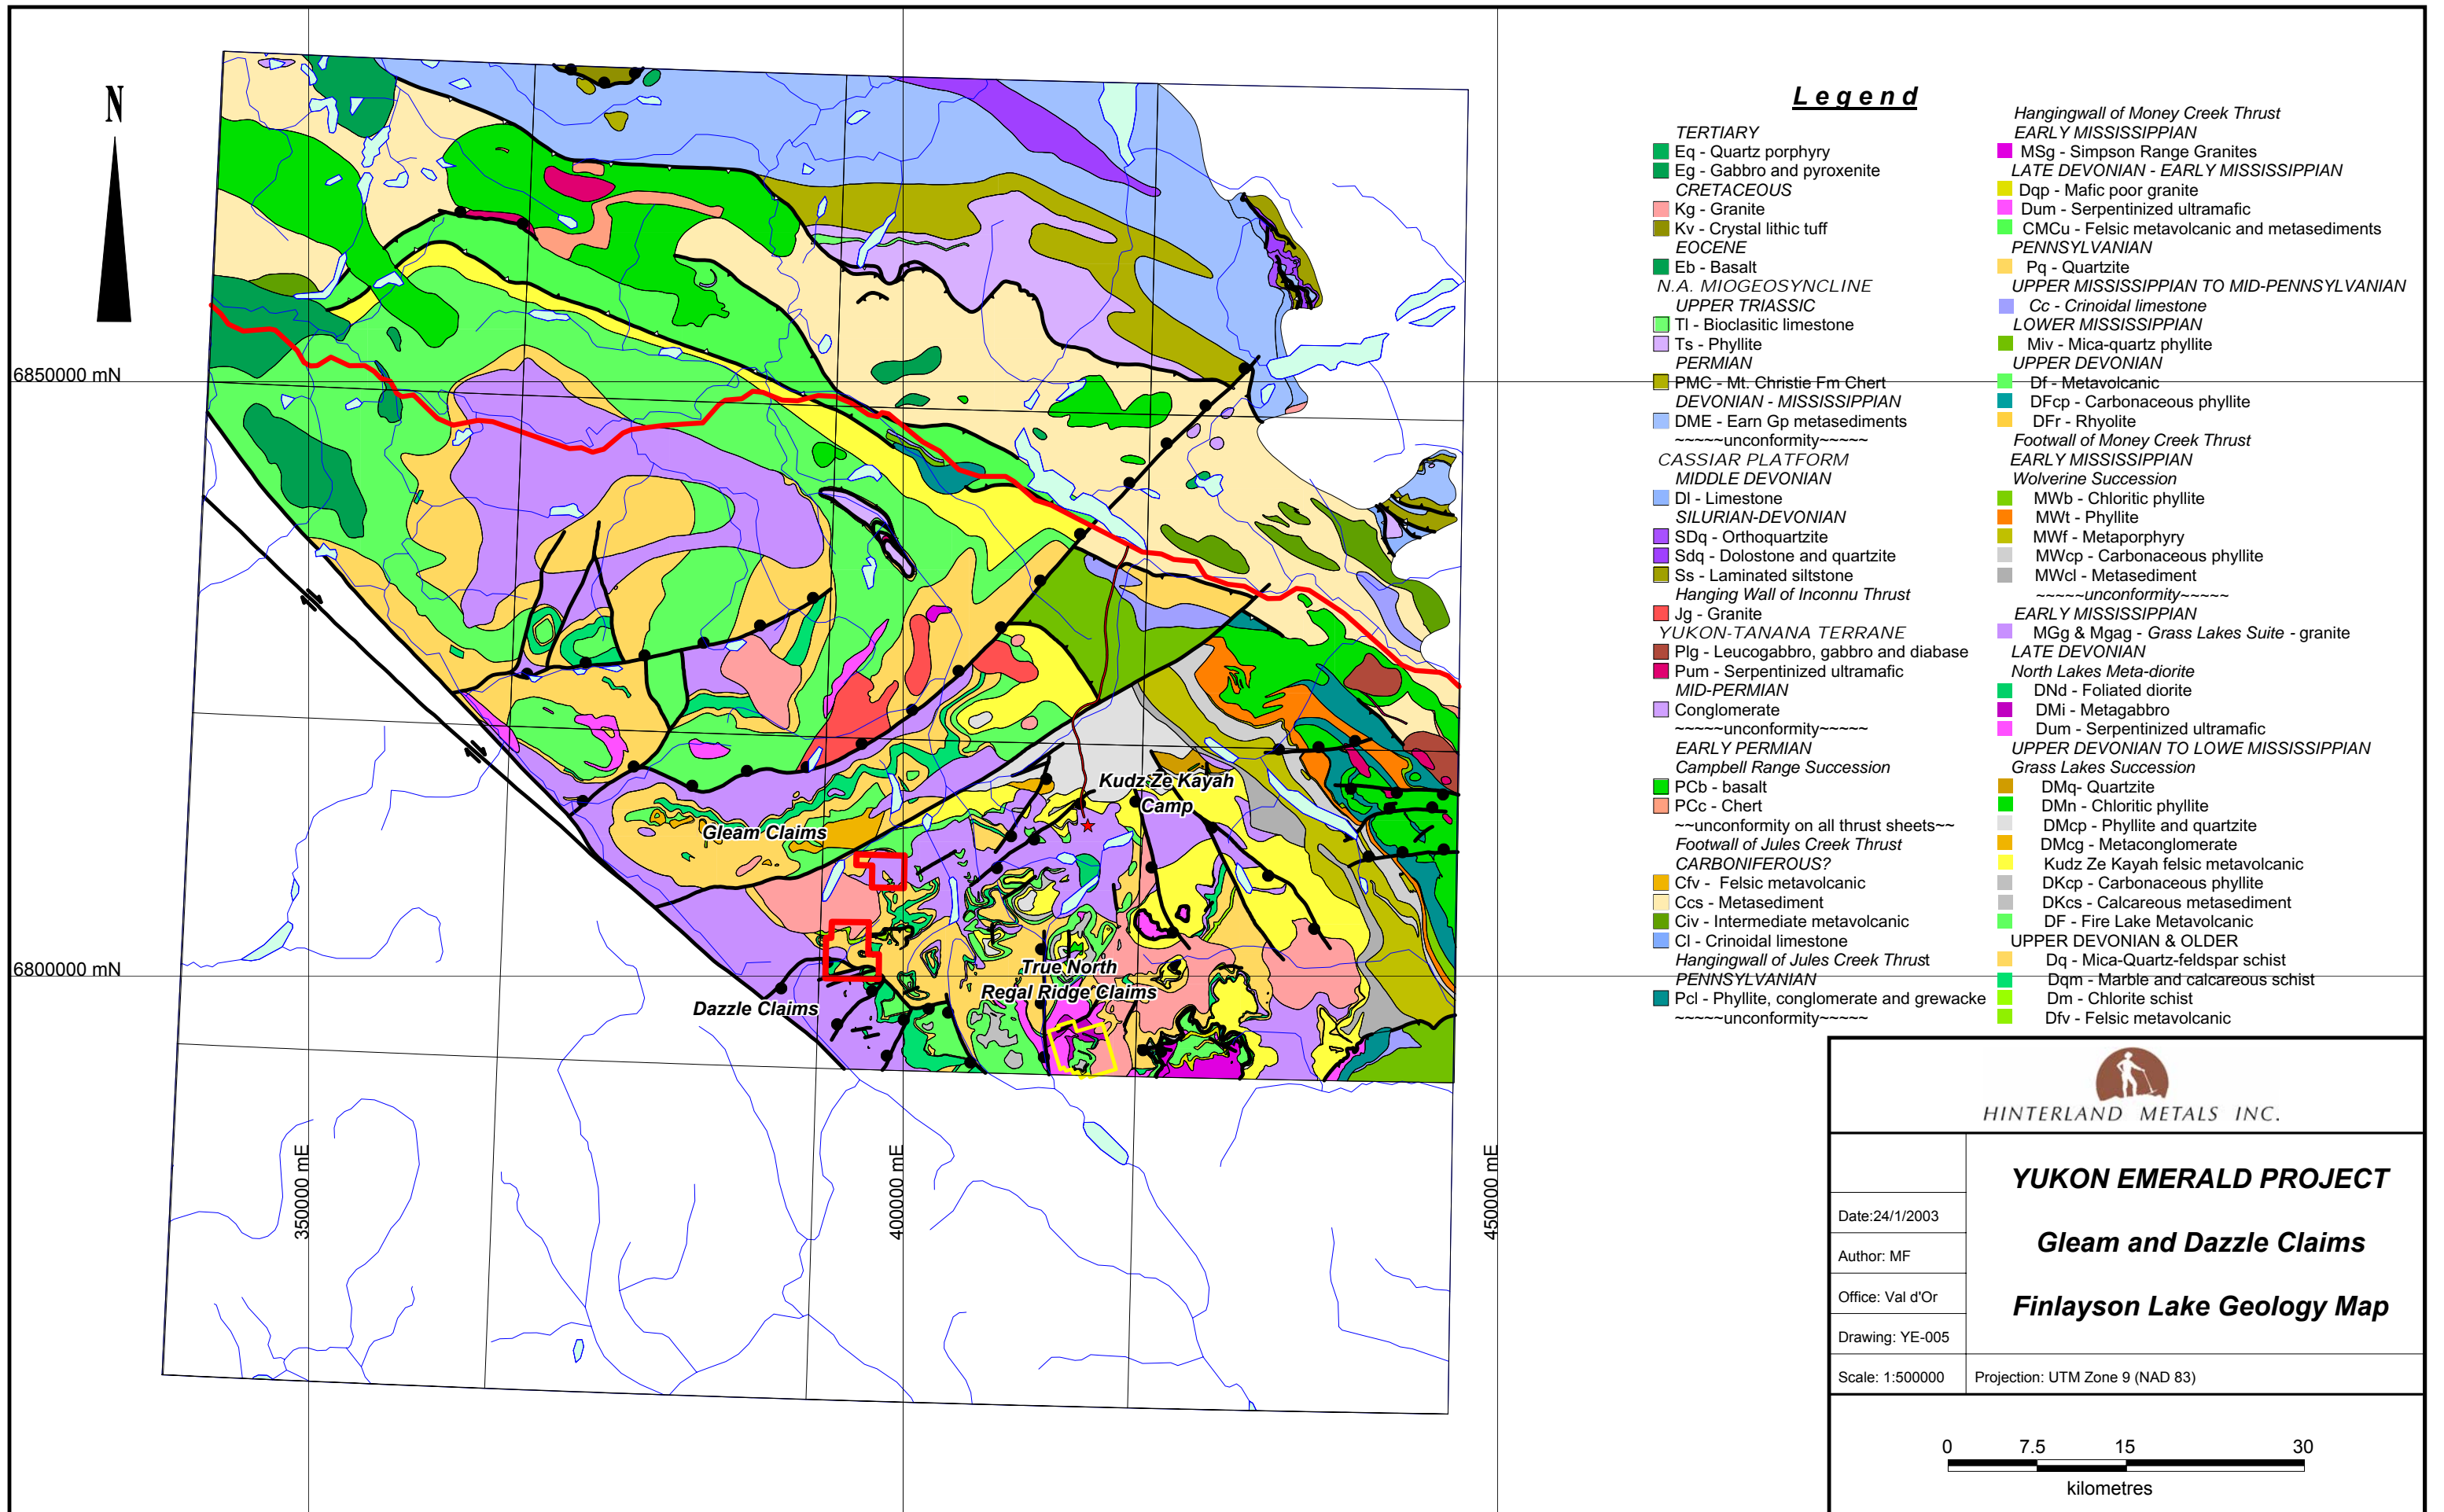 N
6850000 mN
6800000 mN
350000 mE
400000 mE
450000 mE
Kudz Ze Kayah
Camp
Gleam Claims
True North
Regal Ridge Claims
Dazzle Claims
Legend
TERTIARY
Eq - Quartz porphyry
Eg - Gabbro and pyroxenite
CRETACEOUS
Kg - Granite
Kv - Crystal lithic tuff
EOCENE
Eb - Basalt
N.A. MIOGEOSYNCLINE
UPPER TRIASSIC
Tl - Bioclasitic limestone
Ts - Phyllite
PERMIAN
PMC - Mt. Christie Fm Chert
DEVONIAN - MISSISSIPPIAN
DME - Earn Gp metasediments
~~~~~unconformity~~~~~
CASSIAR PLATFORM
MIDDLE DEVONIAN
Dl - Limestone
SILURIAN-DEVONIAN
SDq - Orthoquartzite
Sdq - Dolostone and quartzite
Ss - Laminated siltstone
Hanging Wall of Inconnu Thrust
Jg - Granite
YUKON-TANANA TERRANE
Plg - Leucogabbro, gabbro and diabase
Pum - Serpentinized ultramafic
MID-PERMIAN
Conglomerate
~~~~~unconformity~~~~~
EARLY PERMIAN
Campbell Range Succession
PCb - basalt
PCc - Chert
~~unconformity on all thrust sheets~~
Footwall of Jules Creek Thrust
CARBONIFEROUS?
Cfv - Felsic metavolcanic
Ccs - Metasediment
Civ - Intermediate metavolcanic
Cl - Crinoidal limestone
Hangingwall of Jules Creek Thrust
PENNSYLVANIAN
Pcl - Phyllite, conglomerate and grewacke
~~~~~unconformity~~~~~
Hangingwall of Money Creek Thrust
EARLY MISSISSIPPIAN
MSg - Simpson Range Granites
LATE DEVONIAN - EARLY MISSISSIPPIAN
Dqp - Mafic poor granite
Dum - Serpentinized ultramafic
CMCu - Felsic metavolcanic and metasediments
PENNSYLVANIAN
Pq - Quartzite
UPPER MISSISSIPPIAN TO MID-PENNSYLVANIAN
Cc - Crinoidal limestone
LOWER MISSISSIPPIAN
Miv - Mica-quartz phyllite
UPPER DEVONIAN
Df - Metavolcanic
DFcp - Carbonaceous phyllite
DFr - Rhyolite
Footwall of Money Creek Thrust
EARLY MISSISSIPPIAN
Wolverine Succession
MWb - Chloritic phyllite
MWt - Phyllite
MWf - Metaporphyry
MWcp - Carbonaceous phyllite
MWcl - Metasediment
~~~~~unconformity~~~~~
EARLY MISSISSIPPIAN
MGg & Mgag - Grass Lakes Suite - granite
LATE DEVONIAN
North Lakes Meta-diorite
DNd - Foliated diorite
DMi - Metagabbro
Dum - Serpentinized ultramafic
UPPER DEVONIAN TO LOWE MISSISSIPPIAN
Grass Lakes Succession
DMq- Quartzite
DMn - Chloritic phyllite
DMcp - Phyllite and quartzite
DMcg - Metaconglomerate
Kudz Ze Kayah felsic metavolcanic
DKcp - Carbonaceous phyllite
DKcs - Calcareous metasediment
DF - Fire Lake Metavolcanic
UPPER DEVONIAN & OLDER
Dq - Mica-Quartz-feldspar schist
Dqm - Marble and calcareous schist
Dm - Chlorite schist
Dfv - Felsic metavolcanic
HINTERLAND METALS INC.
YUKON EMERALD PROJECT
Gleam and Dazzle Claims
Finlayson Lake Geology Map
Date:24/1/2003
Author: MF
Office: Val d'Or
Drawing: YE-005
Scale: 1:500000
Projection: UTM Zone 9 (NAD 83)
0 7.5 15 30
kilometres